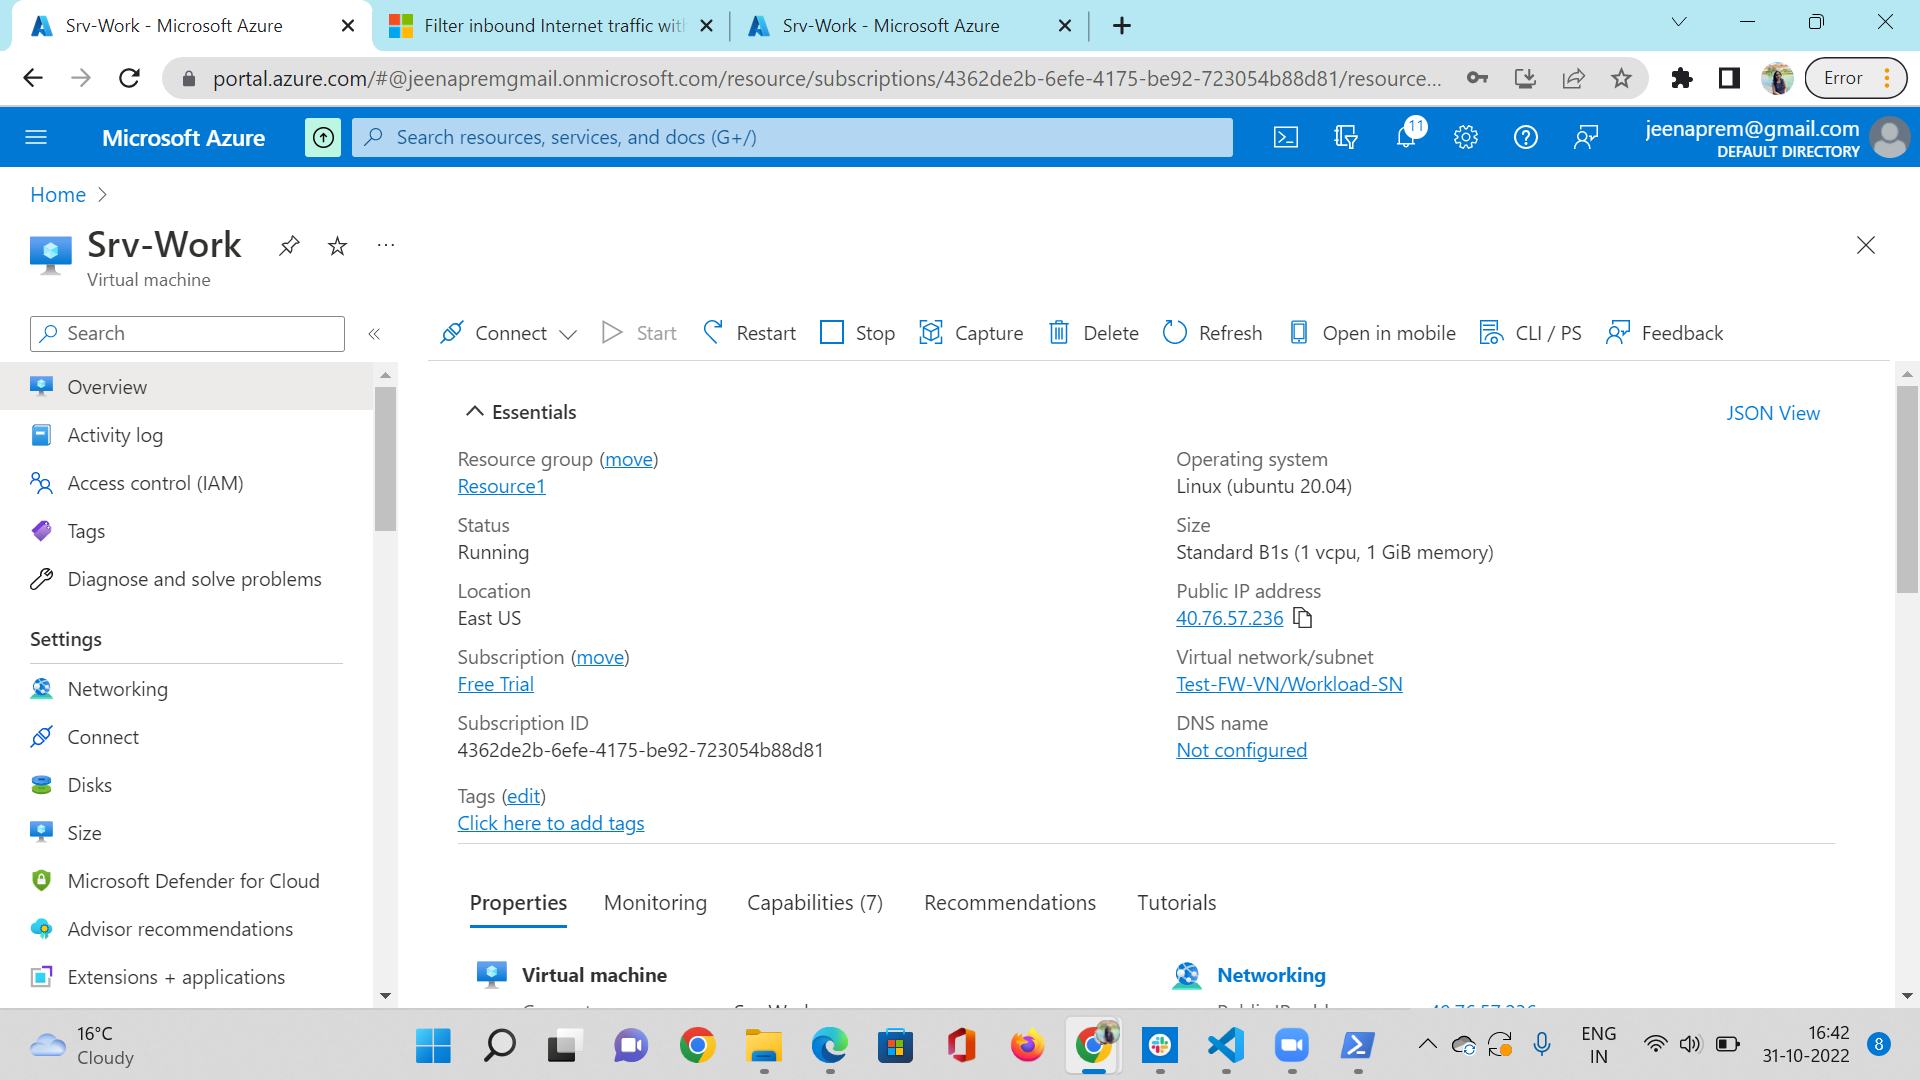 Srv-Work - Microsoft Azure
Filter inbound Internet traffic wit
Srv-Work - Microsoft Azure
portal.azure.com/#@jeenapremgmail.onmicrosoft.com/resource/subscriptions/4362de2b-6efe-4175-be92-723054b88d81/resource...
Error
Microsoft Azure
Search resources, services, and docs (G+/)
11
jeenaprem@gmail.com
DEFAULT DIRECTORY
Home
Srv-Work
Virtual machine
Search
Connect
Start
Restart
Stop
Capture
Delete
Refresh
Open in mobile
CLI / PS
Feedback
Overview
Activity log
Access control (IAM)
Tags
Diagnose and solve problems
Settings
Networking
Connect
Disks
Size
Microsoft Defender for Cloud
Advisor recommendations
Extensions + applications
Essentials
JSON View
Resource group (move)
Resource1
Status
Running
Location
East US
Subscription (move)
Free Trial
Subscription ID
4362de2b-6efe-4175-be92-723054b88d81
Tags (edit)
Click here to add tags
Operating system
Linux (ubuntu 20.04)
Size
Standard B1s (1 vcpu, 1 GiB memory)
Public IP address
40.76.57.236
Virtual network/subnet
Test-FW-VN/Workload-SN
DNS name
Not configured
Properties
Monitoring
Capabilities (7)
Recommendations
Tutorials
Virtual machine
Networking
16°C
Cloudy
ENG
IN
16:42
31-10-2022
8